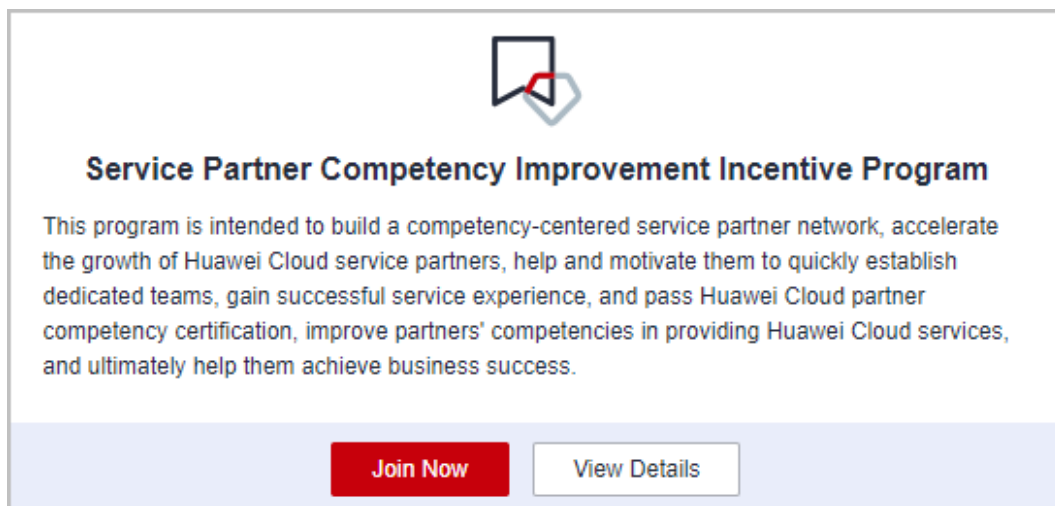 Service Partner Competency Improvement Incentive Program
This program is intended to build a competency-centered service partner network, accelerate
the growth of Huawei Cloud service partners, help and motivate them to quickly establish
dedicated teams, gain successful service experience, and pass Huawei Cloud partner
competency certification, improve partners' competencies in providing Huawei Cloud services,
and ultimately help them achieve business success.
Join Now
View Details